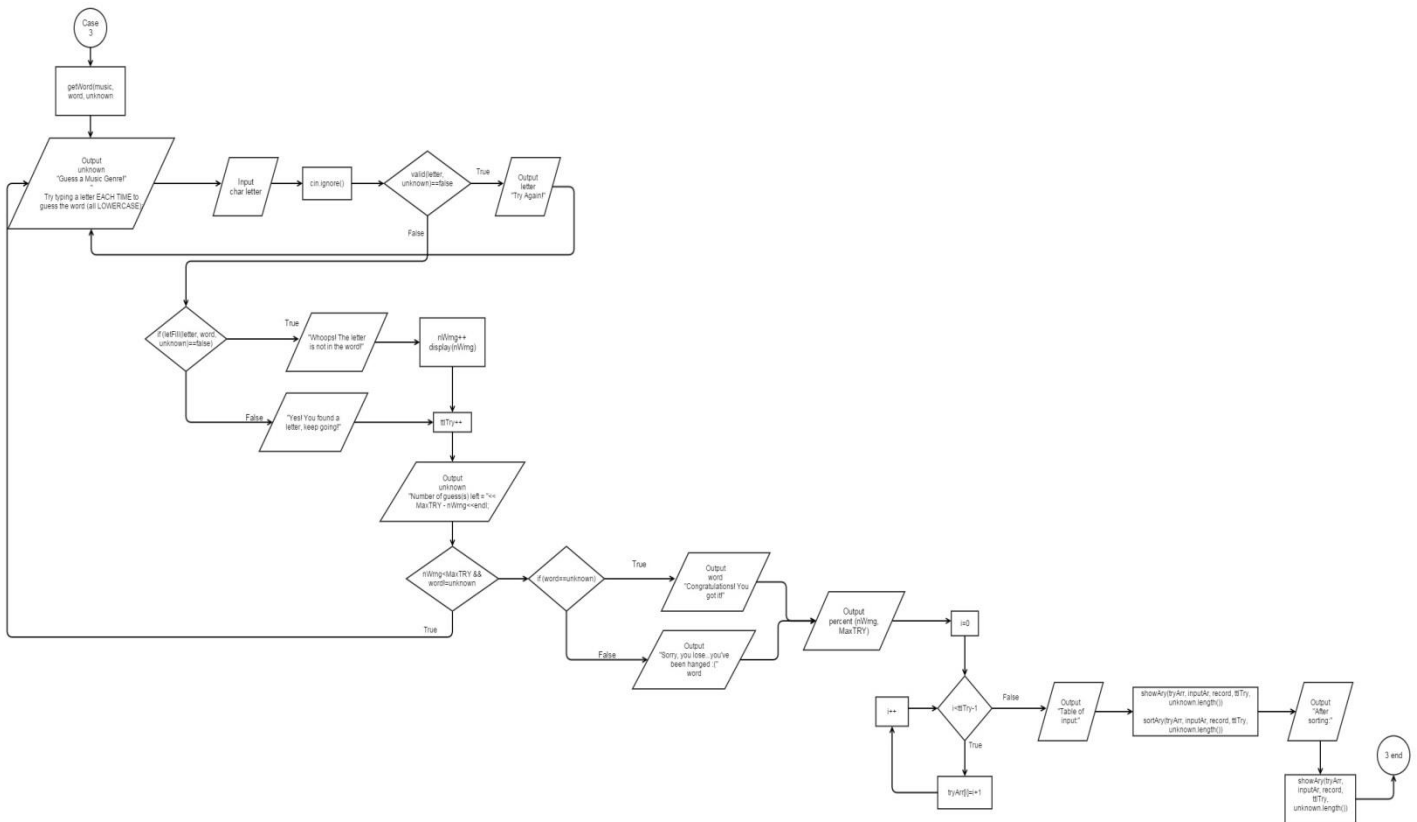 Case
3
getWord(music,
word, unknown
Output
unknown
"Guess a Music Genre!"
"
Try typing a letter EACH TIME to
guess the word (all LOWERCASE)
Input
char letter
cin.ignore()
valid(letter,
unknown)==false
True
Output
letter
"Try Again!"
False
if (letFill(letter, word,
unknown)==false)
True
"Whoops! The letter
is not in the word!"
nWrng++
display(nWrng)
False
"Yes! You found a
letter, keep going!"
ttlTry++
Output
unknown
"Number of guess(s) left = "<<
MaxTRY - nWrng<<endl;
nWrng<MaxTRY &&
word!=unknown
True
if (word==unknown)
True
Output
word
"Congratulations! You
got it!"
False
Output
"Sorry, you lose...you've
been hanged :("
word
Output
percent (nWrng,
MaxTRY)
i=0
i<ttlTry-1
True
tryArr[i]=i+1
i++
False
Output
"Table of
input:"
showAry(tryArr, inputAr, record, ttlTry,
unknown.length())
sortAry(tryArr, inputAr, record, ttlTry,
unknown.length())
Output
"After
sorting:"
showAry(tryArr,
inputAr, record,
ttlTry,
unknown.length())
3 end